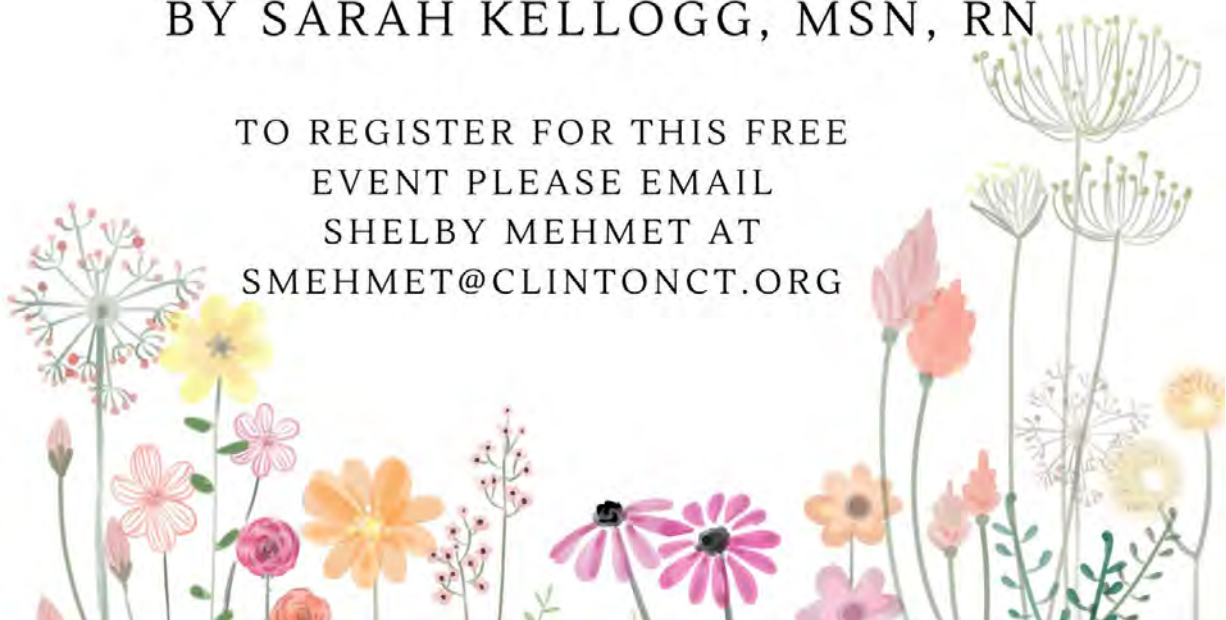 BY SARAH KELLOGG, MSN, RN
TO REGISTER FOR THIS FREE
EVENT PLEASE EMAIL
SHELBY MEHMET AT
SMEHMET@CLINTONCT.ORG